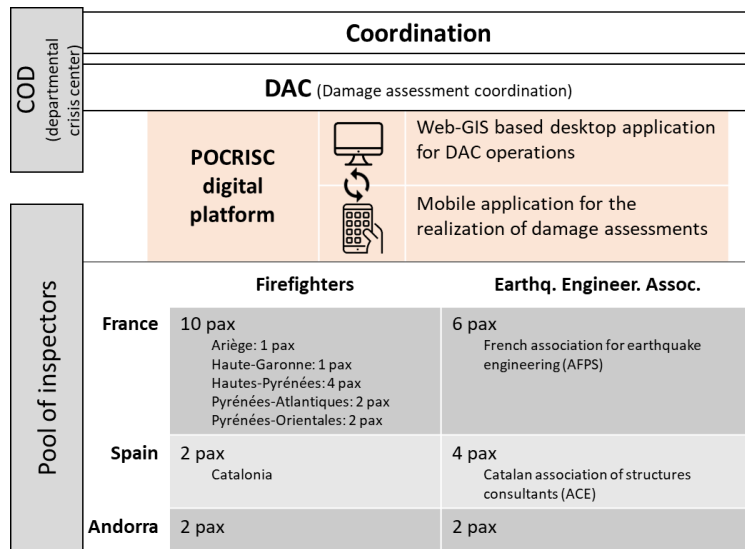 COD
(departmental
crisis center)
Coordination
DAC (Damage assessment coordination)
POCRISC
digital
platform
Web-GIS based desktop application
for DAC operations
Mobile application for the
realization of damage assessments
Pool of inspectors
Firefighters
Earthq. Engineer. Assoc.
France
10 pax
Ariège: 1 pax
Haute-Garonne: 1 pax
Hautes-Pyrénées: 4 pax
Pyrénées-Atlantiques: 2 pax
Pyrénées-Orientales: 2 pax
6 pax
French association for earthquake
engineering (AFPS)
Spain
2 pax
Catalonia
4 pax
Catalan association of structures
consultants (ACE)
Andorra
2 pax
2 pax